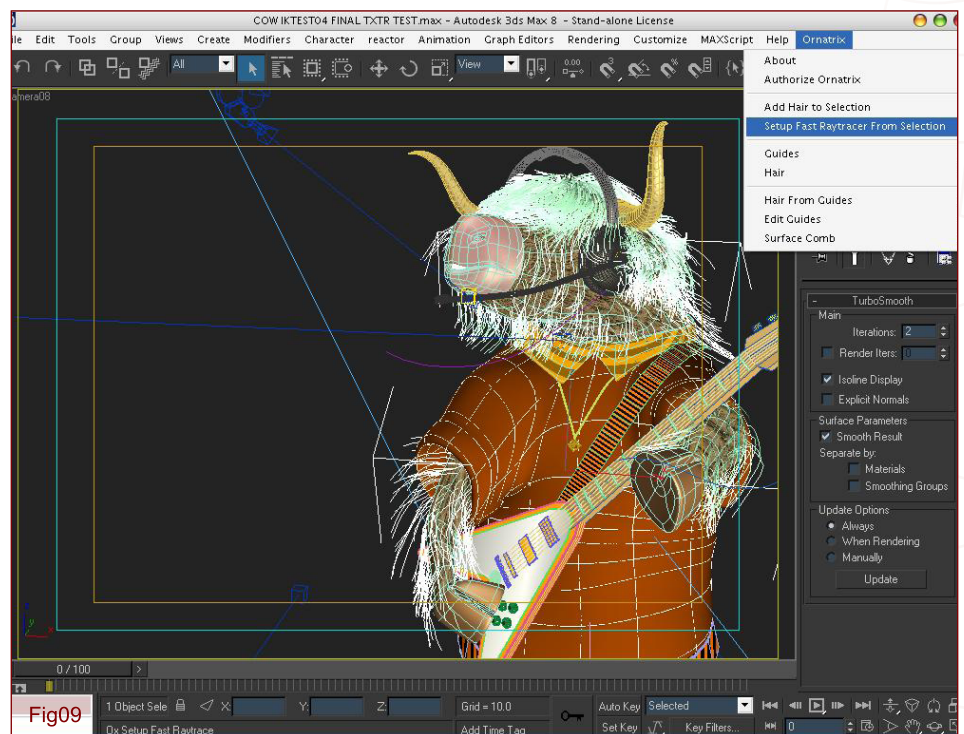 COW IKTEST04 FINAL TXTR TEST.max - Autodesk 3ds Max 8 - Stand-alone License
le Edit Tools Group Views Create Modifiers Character reactor Animation Graph Editors Rendering Customize MAXScript Help Ornatrix
All
View
0.00
About
Authorize Ornatrix
Add Hair to Selection
Setup Fast Raytracer From Selection
Guides
Hair
Hair From Guides
Edit Guides
Surface Comb
amera08
- TurboSmooth
Main
Iterations: 2
Render Iters: 0
Isoline Display
Explicit Normals
Surface Parameters
Smooth Result
Separate by:
Materials
Smoothing Groups
Update Options
Always
When Rendering
Manually
Update
z
y
x
0 / 100 >
Fig09
1 Object Sele X: Y: Z: Grid = 10.0 Auto Key Selected
Ox Setup Fast Raytrace Add Time Tag Set Key Key Filters... 0